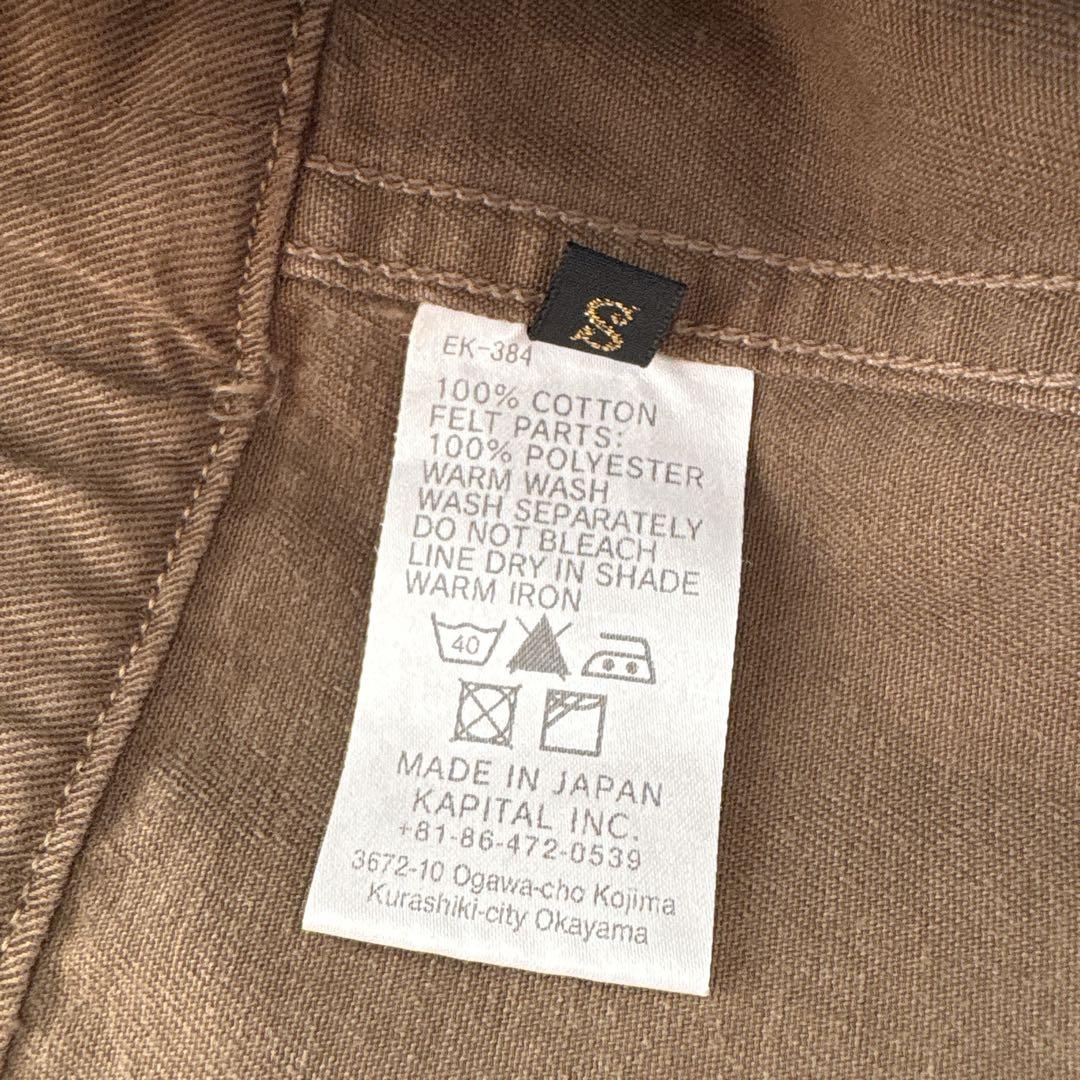 S
EK-384
100% COTTON
FELT PARTS:
100% POLYESTER
WARM WASH
WASH SEPARATELY
DO NOT BLEACH
LINE DRY IN SHADE
WARM IRON
40
MADE IN JAPAN
KAPITAL INC.
+81-86-472-0539
3672-10 Ogawa-cho Kojima
Kurashiki-city Okayama